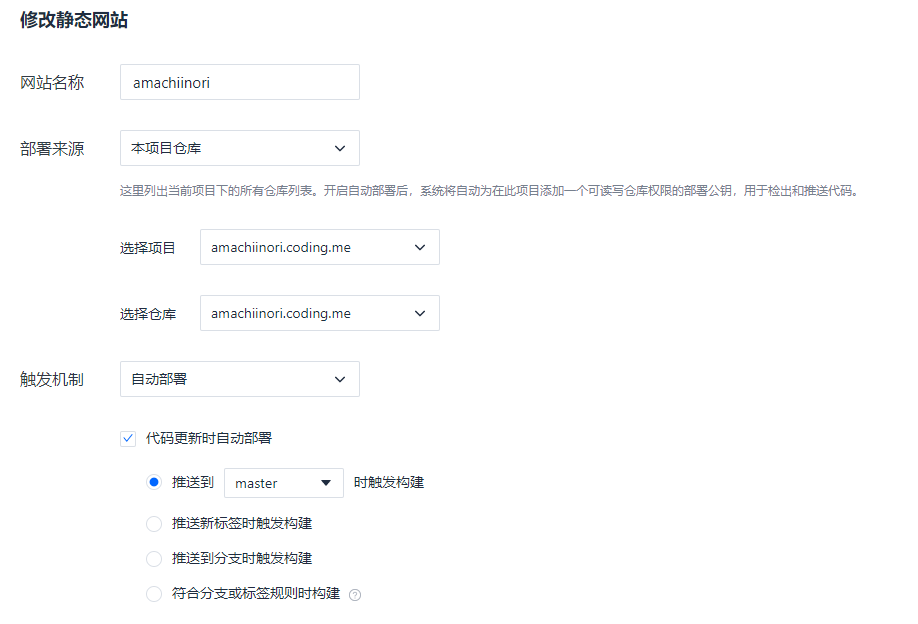 修改静态网站
网站名称 amachiinori
部署来源 本项目仓库
这里列出当前项目下的所有仓库列表。开启自动部署后，系统将自动为在此项目添加一个可读写仓库权限的部署公钥，用于检出和推送代码。
选择项目 amachiinori.coding.me
选择仓库 amachiinori.coding.me
触发机制 自动部署
代码更新时自动部署
推送到 master 时触发构建
推送新标签时触发构建
推送到分支时触发构建
符合分支或标签规则时构建 ?